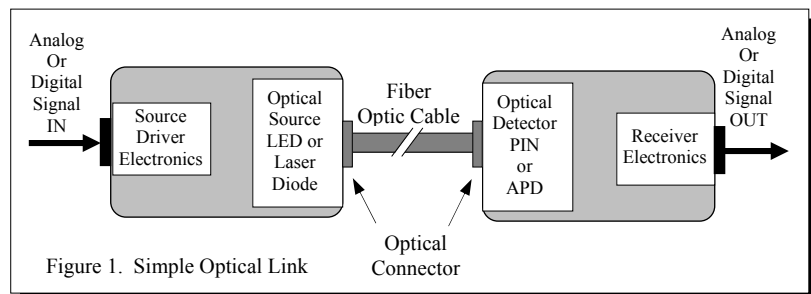 Analog
Or
Digital
Signal
IN
Source
Driver
Electronics
Optical
Source
LED or
Laser
Diode
Fiber
Optic Cable
Optical
Connector
Optical
Detector
PIN
or
APD
Receiver
Electronics
Analog
Or
Digital
Signal
OUT
Figure 1. Simple Optical Link